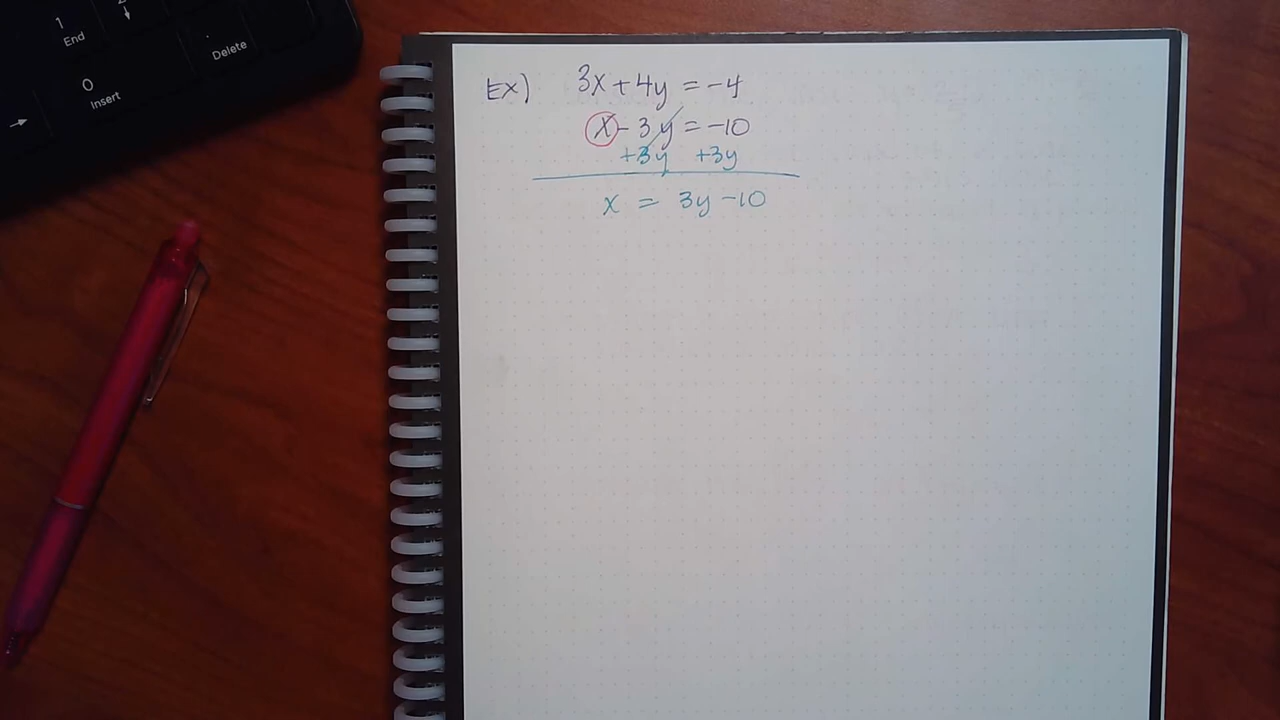 1
End
↓
Delete
0
Insert
→
Ex) 3x + 4y = -4
x - 3y = -10
+3y +3y
x = 3y - 10